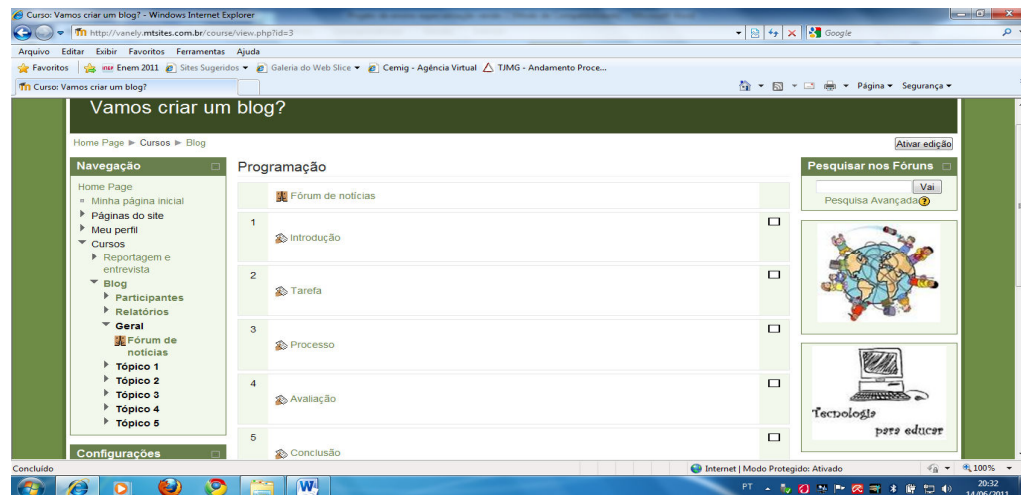 Curso: Vamos criar um blog? - Windows Internet Explorer
http://vanely.mtsites.com.br/course/view.php?id=3
Google
Arquivo Editar Exibir Favoritos Ferramentas Ajuda
Favoritos Enem 2011 Sites Sugeridos Galeria do Web Slice Cemig - Agência Virtual TJMG - Andamento Proce...
Curso: Vamos criar um blog?
Página Segurança
Vamos criar um blog?
Home Page ► Cursos ► Blog
Ativar edição
Navegação
Home Page
Minha página inicial
Páginas do site
Meu perfil
Cursos
Reportagem e
entrevista
Blog
Participantes
Relatórios
Geral
Fórum de
notícias
Tópico 1
Tópico 2
Tópico 3
Tópico 4
Tópico 5
Configurações
Programação
Fórum de notícias
1
Introdução
2
Tarefa
3
Processo
4
Avaliação
5
Conclusão
Pesquisar nos Fóruns
Vai
Pesquisa Avançada
Tecnologia
para educar
Concluído
Internet | Modo Protegido: Ativado
100%
PT
20:32
14/06/2011